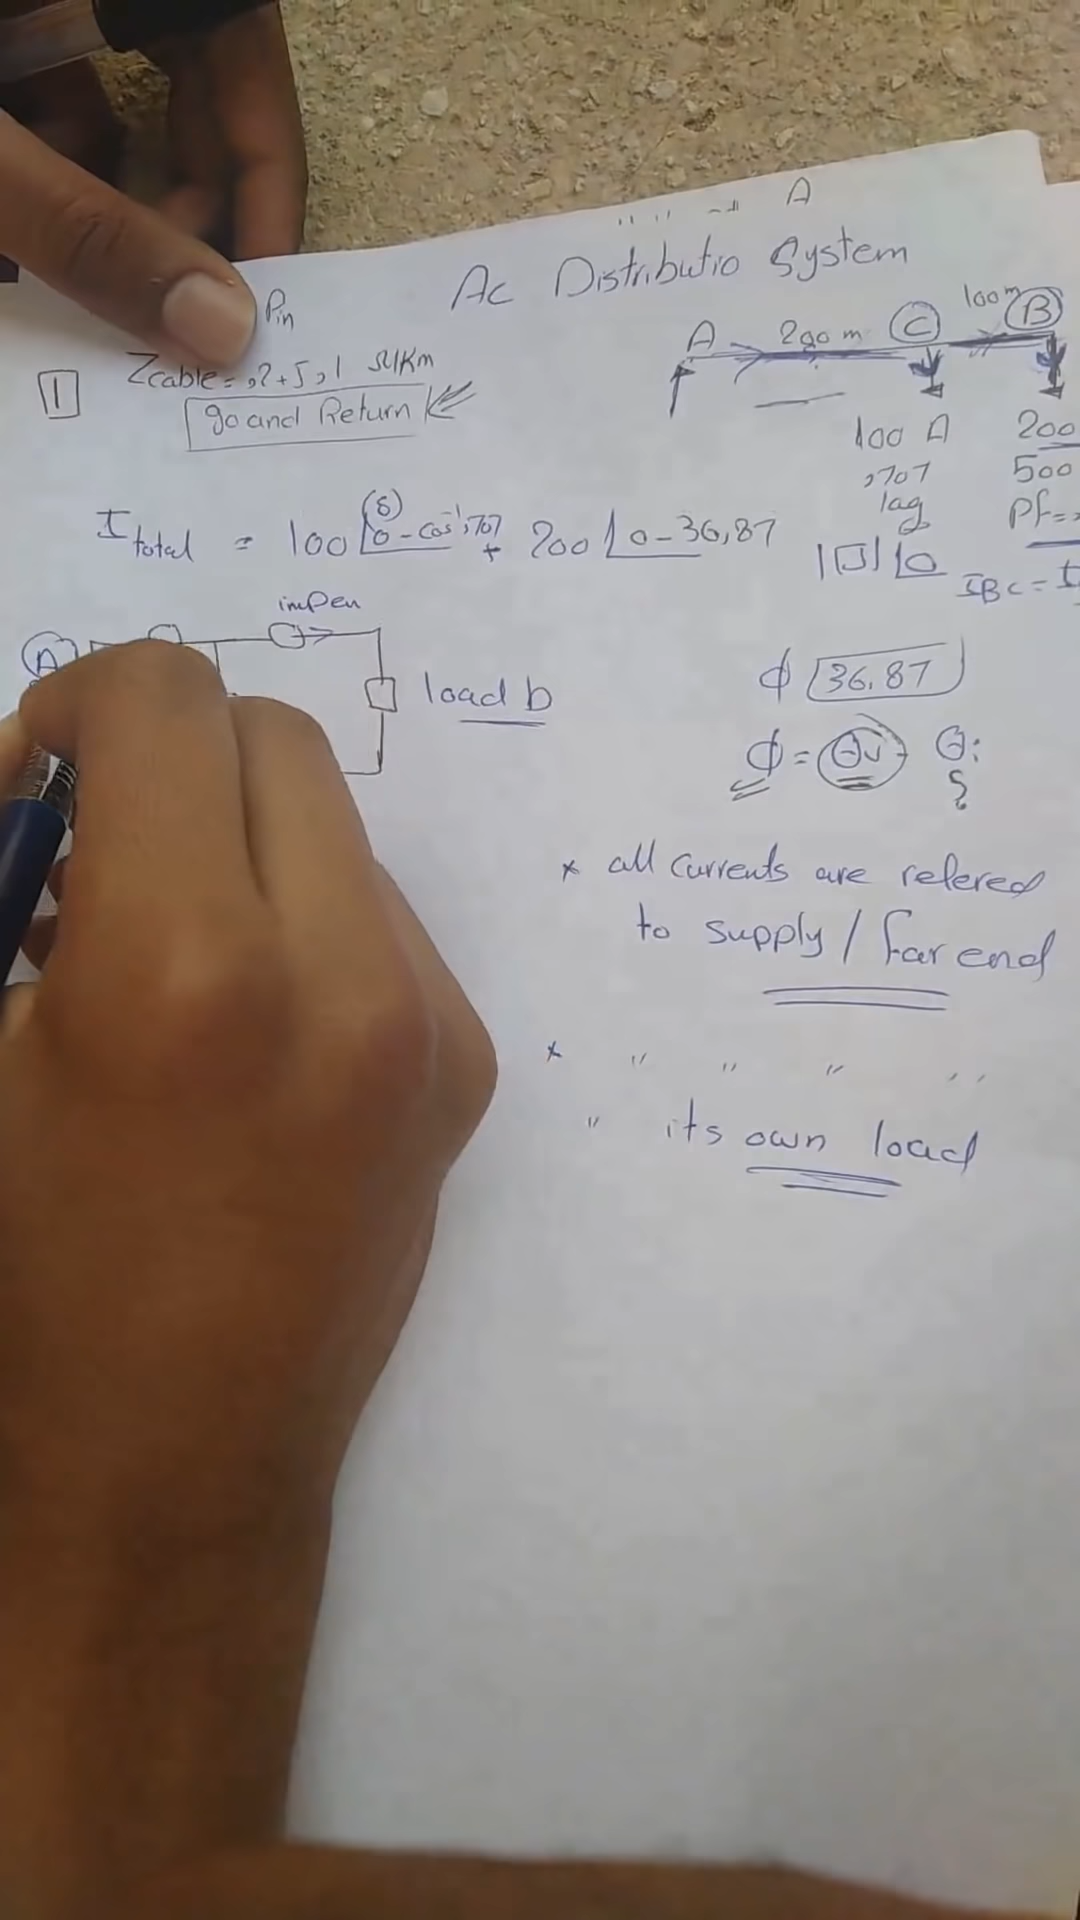 A
Ac Distributio System
Pin
1
Zcable = ,2 + J ,1 Ω/Km
go and Return
A 200 m C 100 m B
100 A
,707
lag
200
500
Pf =
I total = 100 ∠0 - cos⁻¹ ,707 + 200 ∠0 - 36,87
(δ)
|V|∠0
IBC = I
impen
A
load b
ϕ 36.87
ϕ = θv - θi
?
* all currents are refered
to supply / far end
* " " " "
" its own load